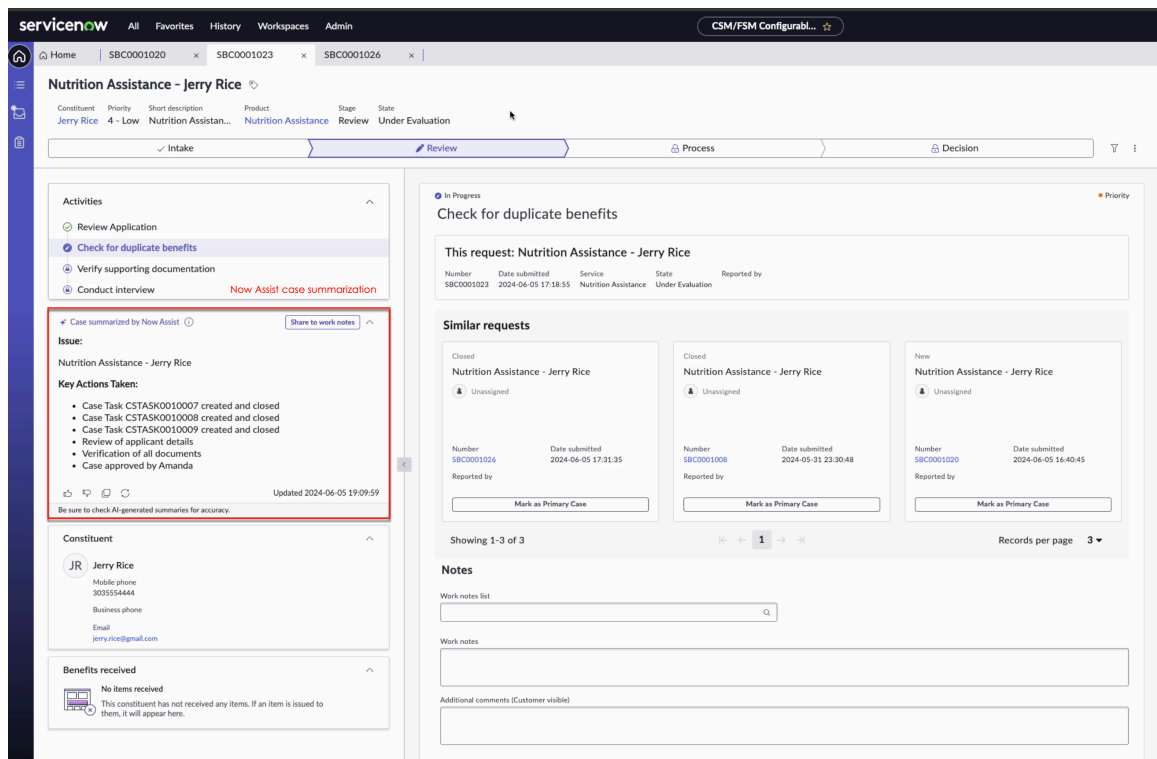 servicenow All Favorites History Workspaces Admin CSM/FSM Configurabl... ☆
Home SBC0001020 × SBC0001023 × SBC0001026 ×
Nutrition Assistance - Jerry Rice
Constituent Priority Short description Product Stage State
Jerry Rice 4 - Low Nutrition Assistan... Nutrition Assistance Review Under Evaluation
Intake Review Process Decision
Activities
Review Application
Check for duplicate benefits
Verify supporting documentation
Conduct interview
Now Assist case summarization
Case summarized by Now Assist Share to work notes
Issue:
Nutrition Assistance - Jerry Rice
Key Actions Taken:
• Case Task CSTASK0010007 created and closed
• Case Task CSTASK0010008 created and closed
• Case Task CSTASK0010009 created and closed
• Review of applicant details
• Verification of all documents
• Case approved by Amanda
Updated 2024-06-05 19:09:59
Be sure to check AI-generated summaries for accuracy.
Constituent
JR Jerry Rice
Mobile phone
3035554444
Business phone
Email
jerry.rice@gmail.com
Benefits received
No items received
This constituent has not received any items. If an item is issued to
them, it will appear here.
In Progress Priority
Check for duplicate benefits
This request: Nutrition Assistance - Jerry Rice
Number Date submitted Service State Reported by
SBC0001023 2024-06-05 17:18:55 Nutrition Assistance Under Evaluation
Similar requests
Closed
Nutrition Assistance - Jerry Rice
Unassigned
Number Date submitted
SBC0001026 2024-06-05 17:31:35
Reported by
Mark as Primary Case
Closed
Nutrition Assistance - Jerry Rice
Unassigned
Number Date submitted
SBC0001008 2024-05-31 23:30:48
Reported by
Mark as Primary Case
New
Nutrition Assistance - Jerry Rice
Unassigned
Number Date submitted
SBC0001020 2024-06-05 16:40:45
Reported by
Mark as Primary Case
Showing 1-3 of 3 1 Records per page 3
Notes
Work notes list
Work notes
Additional comments (Customer visible)